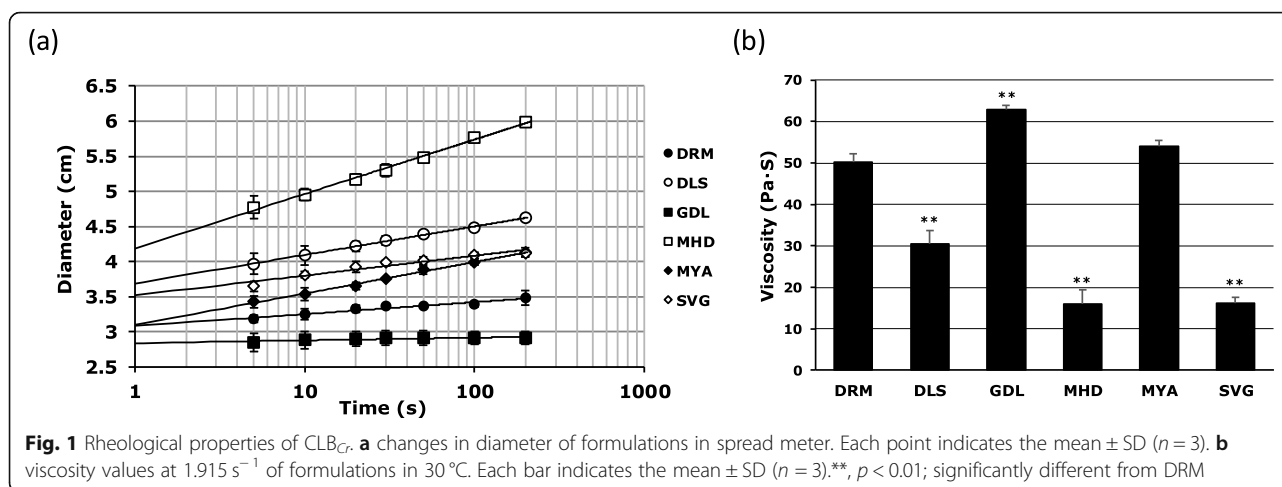 (a)
6.5
6
5.5
5
4.5
4
3.5
3
2.5
Diameter (cm)
1 10 100 1000
Time (s)
DRM
DLS
GDL
MHD
MYA
SVG
(b)
70
60
50
40
30
20
10
0
Viscosity (Pa·S)
**
**
**
**
DRM DLS GDL MHD MYA SVG
Fig. 1 Rheological properties of CLBCr. a changes in diameter of formulations in spread meter. Each point indicates the mean ± SD (n = 3). b
viscosity values at 1.915 s− 1 of formulations in 30 °C. Each bar indicates the mean ± SD (n = 3).**, p < 0.01; significantly different from DRM